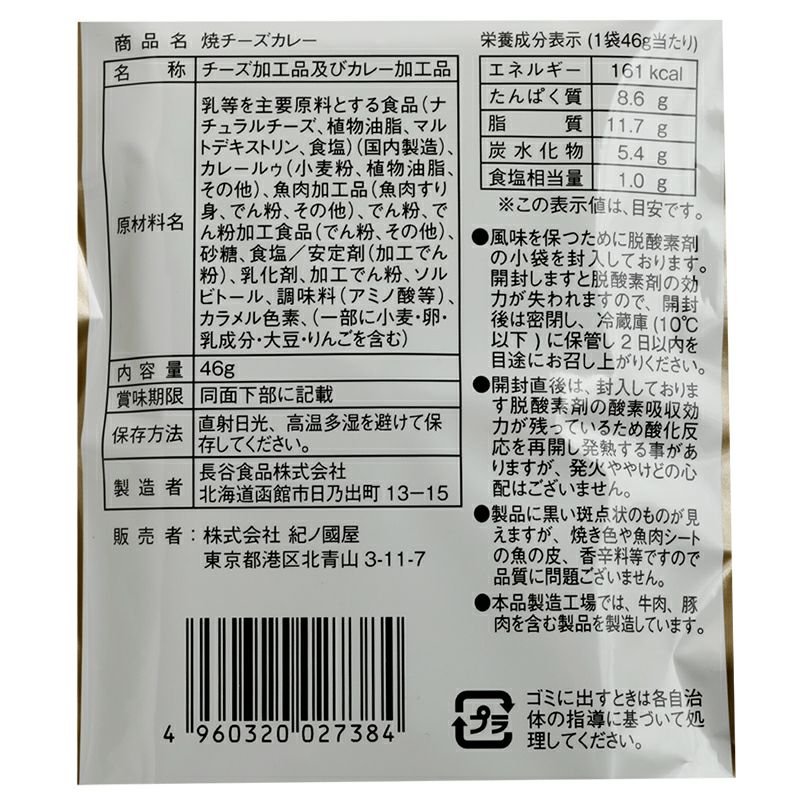 商品名 焼チーズカレー
名称 チーズ加工品及びカレー加工品
原材料名
乳等を主要原料とする食品(ナ
チュラルチーズ、植物油脂、マルト
デキストリン、食塩)(国内製造)、
カレールゥ(小麦粉、植物油脂、
その他)、魚肉加工品(魚肉すり
身、でん粉、その他)、でん粉、で
ん粉加工食品(でん粉、その他)、
砂糖、食塩/安定剤(加工でん
粉)、乳化剤、加工でん粉、ソル
ビトール、調味料(アミノ酸等)、
カラメル色素、(一部に小麦・卵・
乳成分・大豆・りんごを含む)
内容量 46g
賞味期限 同面下部に記載
保存方法 直射日光、高温多湿を避けて保
存してください。
製造者 長谷食品株式会社
北海道函館市日乃出町13-15
販売者:株式会社 紀ノ國屋
東京都港区北青山3-11-7
4 960320 027384
栄養成分表示(1袋46g当たり)
エネルギー 161kcal
たんぱく質 8.6 g
脂質 11.7 g
炭水化物 5.4 g
食塩相当量 1.0 g
※この表示値は、目安です。
●風味を保つために脱酸素剤
の小袋を封入しております。
開封しますと脱酸素剤の効
力が失われますので、開封
後は密閉し、冷蔵庫(10℃
以下)に保管し2日以内を
目途にお召し上がりください。
●開封直後は、封入しておりま
す脱酸素剤の酸素吸収効
力が残っているため酸化反
応を再開し発熱する事があ
りますが、発火ややけどの心
配はございません。
●製品に黒い斑点状のものが見
えますが、焼き色や魚肉シート
の魚の皮、香辛料等ですので
品質に問題ございません。
●本品製造工場では、牛肉、豚
肉を含む製品を製造しています。
プラ
ゴミに出すときは各自治
体の指導に基づいて処
理してください。